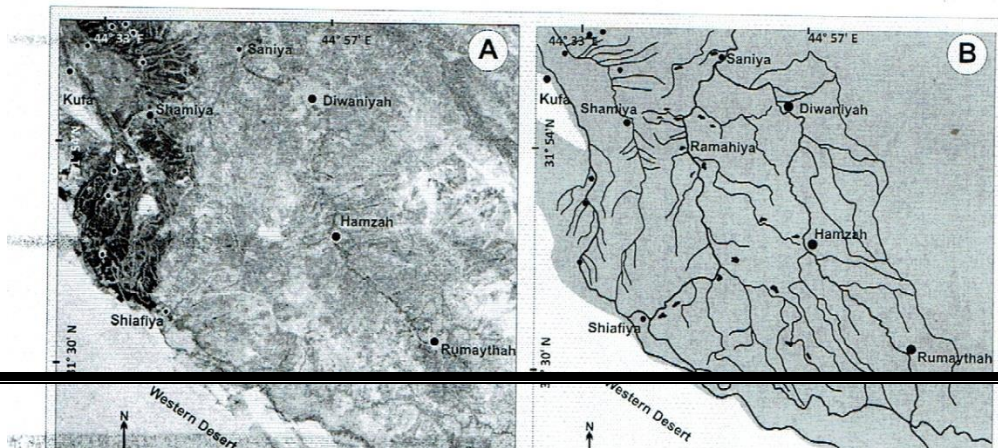 44° 33' E
44° 57' E
A
Saniya
Kufa
Shamiya
Diwaniyah
Hamzah
Shiafiya
Rumaythah
31° 30' N
Western Desert
N
44° 33' E
44° 57' E
B
Saniya
Kufa
Shamiya
Diwaniyah
31° 54' N
Ramahiya
Hamzah
Shiafiya
Rumaythah
30' N
Western Desert
N